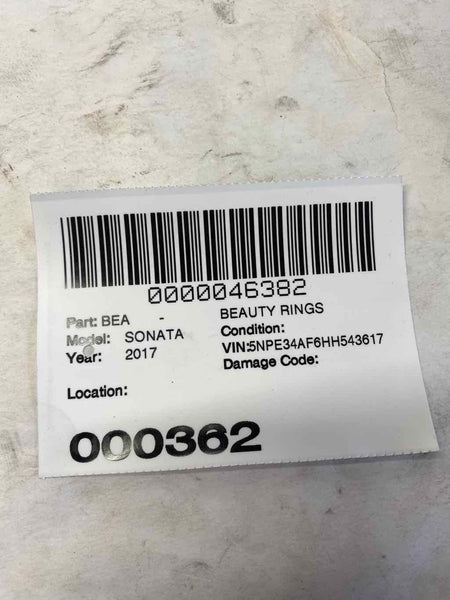 0000046382
Part: BEA - BEAUTY RINGS
Model: SONATA Condition:
Year: 2017 VIN:5NPE34AF6HH543617
Damage Code:
Location:
000362